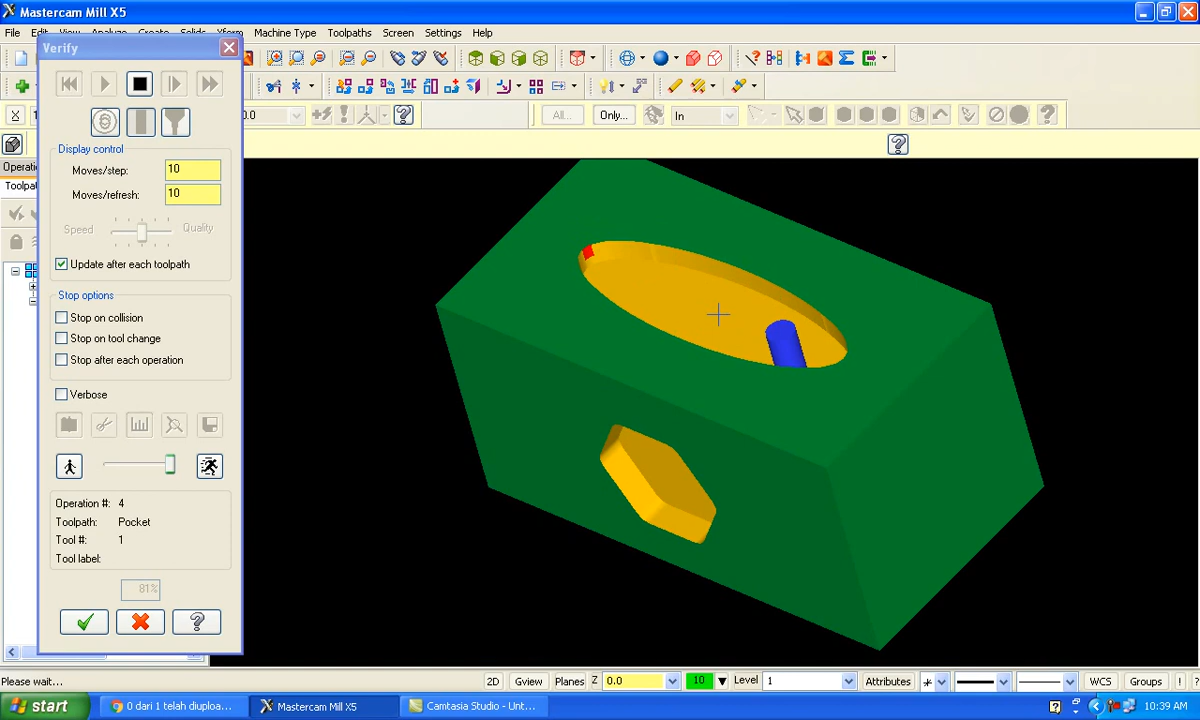 Mastercam Mill X5
File
Edit View Analyze Create Solids Xform Machine Type Toolpaths Screen Settings Help
Verify
All...
Only...
In
Display control
Moves/step: 10
Moves/refresh: 10
Speed
Quality
Update after each toolpath
Stop options
Stop on collision
Stop on tool change
Stop after each operation
Verbose
Operation #: 4
Toolpath: Pocket
Tool #: 1
Tool label:
81%
Please wait...
2D Gview Planes Z 0.0 10 Level 1 Attributes WCS Groups ! ?
start
0 dari 1 telah diuploa...
Mastercam Mill X5
Camtasia Studio - Unt...
10:39 AM